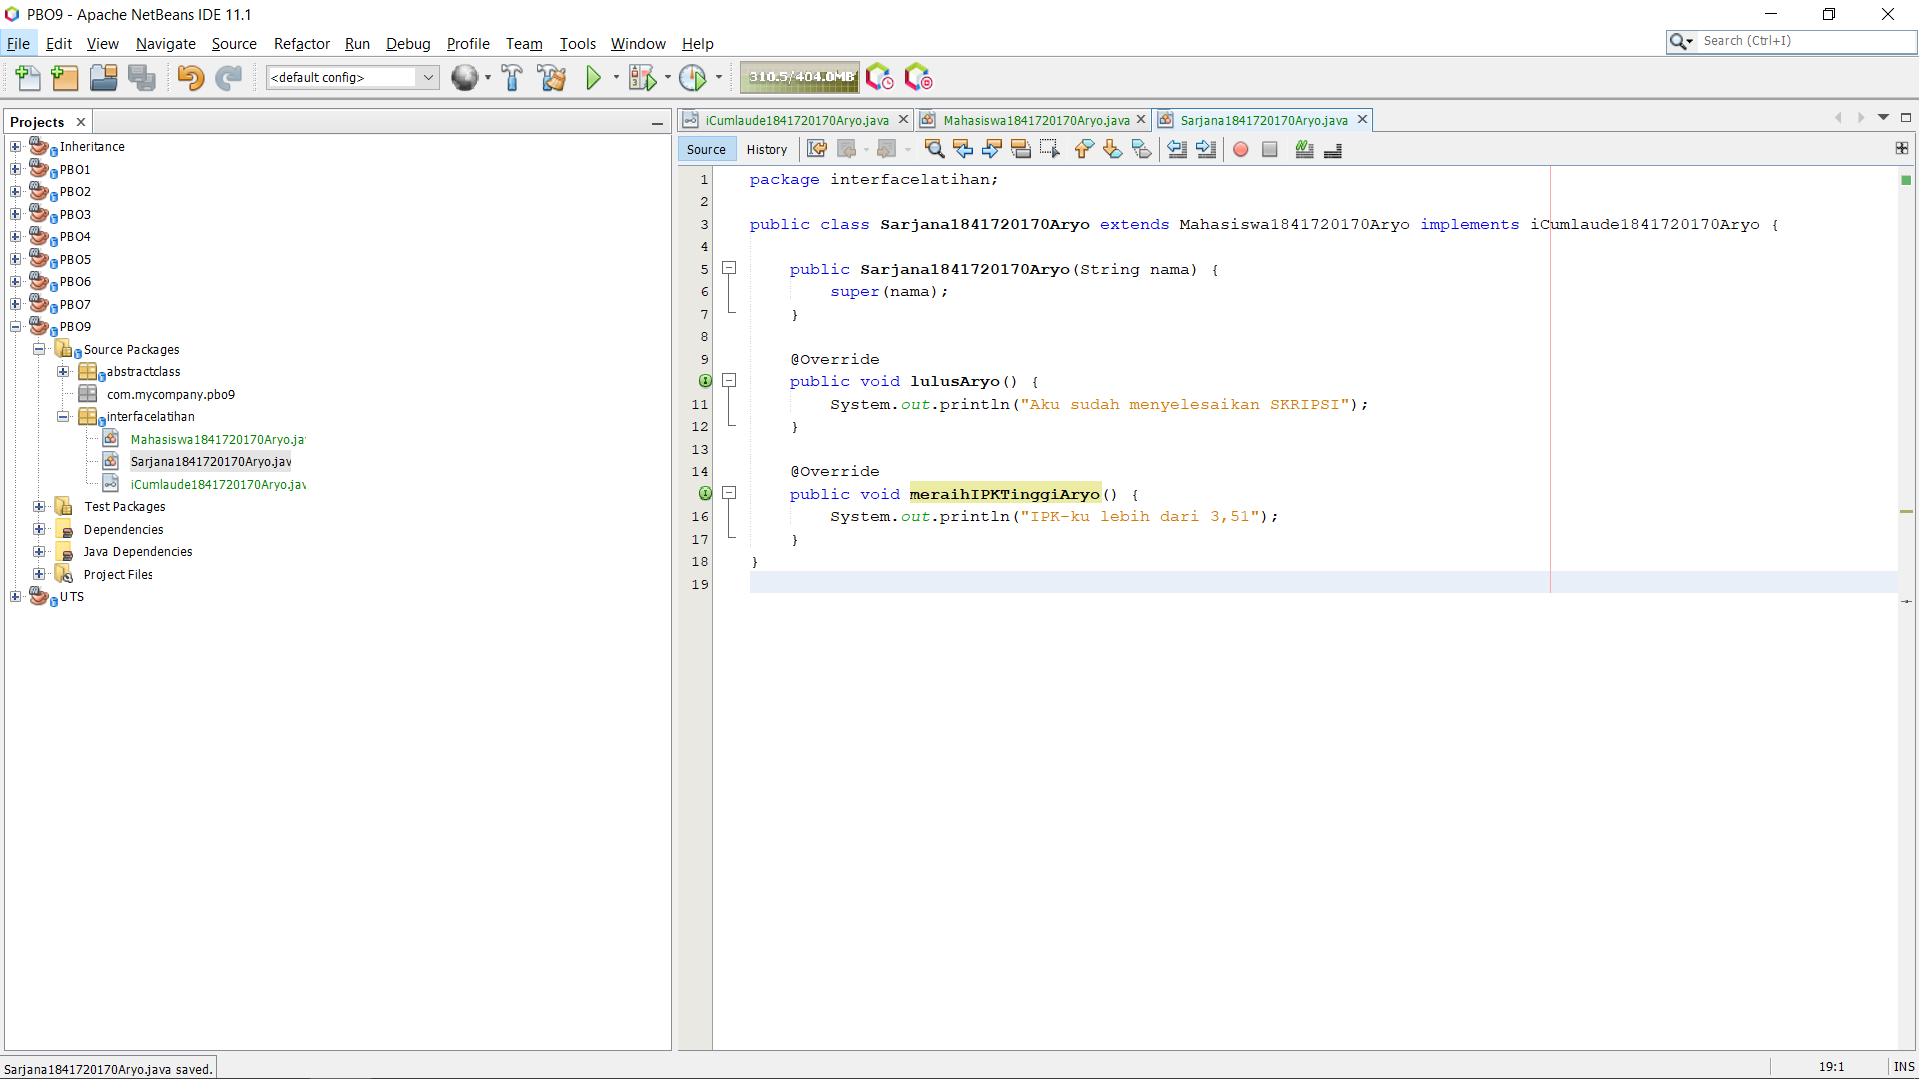 PBO9 - Apache NetBeans IDE 11.1
File Edit View Navigate Source Refactor Run Debug Profile Team Tools Window Help
Search (Ctrl+I)
<default config>
310.5/404.0MB
Projects
Inheritance
PBO1
PBO2
PBO3
PBO4
PBO5
PBO6
PBO7
PBO9
Source Packages
abstractclass
com.mycompany.pbo9
interfacelatihan
Mahasiswa1841720170Aryo.ja
Sarjana1841720170Aryo.jav
iCumlaude1841720170Aryo.jav
Test Packages
Dependencies
Java Dependencies
Project Files
UTS
iCumlaude1841720170Aryo.java Mahasiswa1841720170Aryo.java Sarjana1841720170Aryo.java
Source History
1 package interfacelatihan;
2
3 public class Sarjana1841720170Aryo extends Mahasiswa1841720170Aryo implements iCumlaude1841720170Aryo {
4
5 public Sarjana1841720170Aryo(String nama) {
6 super(nama);
7 }
8
9 @Override
public void lulusAryo() {
11 System.out.println("Aku sudah menyelesaikan SKRIPSI");
12 }
13
14 @Override
public void meraihIPKTinggiAryo() {
16 System.out.println("IPK-ku lebih dari 3,51");
17 }
18 }
19
Sarjana1841720170Aryo.java saved.
19:1 INS